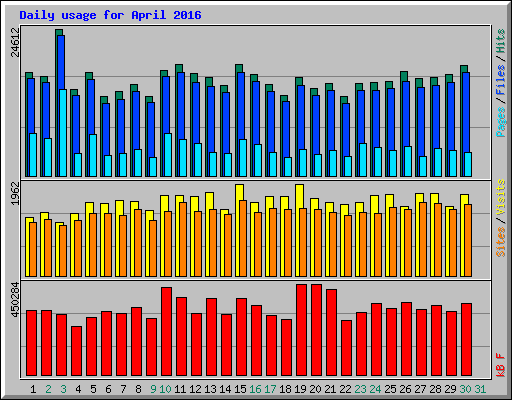 Daily usage for April 2016
24612
Pages / Files / Hits
1962
Sites / Visits
450284
kB F
1 2 3 4 5 6 7 8 9 10 11 12 13 14 15 16 17 18 19 20 21 22 23 24 25 26 27 28 29 30 31